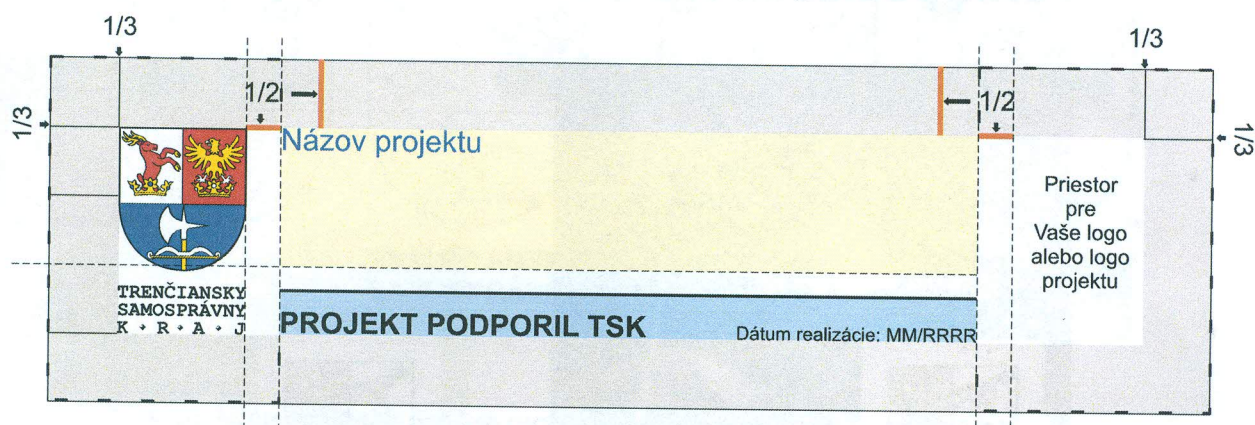 1/3
1/3
1/2
1/2
1/3
1/3
Názov projektu
Priestor
pre
Vaše logo
alebo logo
projektu
TRENČIANSKY
SAMOSPRÁVNY
K · R · A · J
PROJEKT PODPORIL TSK
Dátum realizácie: MM/RRRR